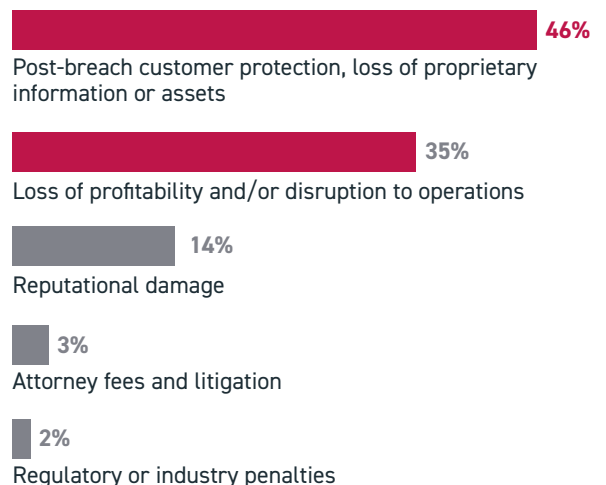 46%
Post-breach customer protection, loss of proprietary
information or assets
35%
Loss of profitability and/or disruption to operations
14%
Reputational damage
3%
Attorney fees and litigation
2%
Regulatory or industry penalties